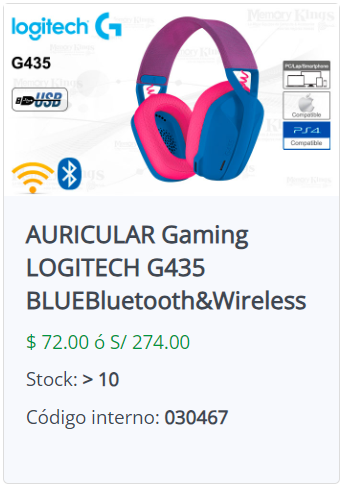 logitech G
G435
USB
Memory Kings
PC/Lap/Smartphone
Compatible
PS4
Compatible
AURICULAR Gaming
LOGITECH G435
BLUEBluetooth&Wireless
$ 72.00 ó S/ 274.00
Stock: > 10
Código interno: 030467